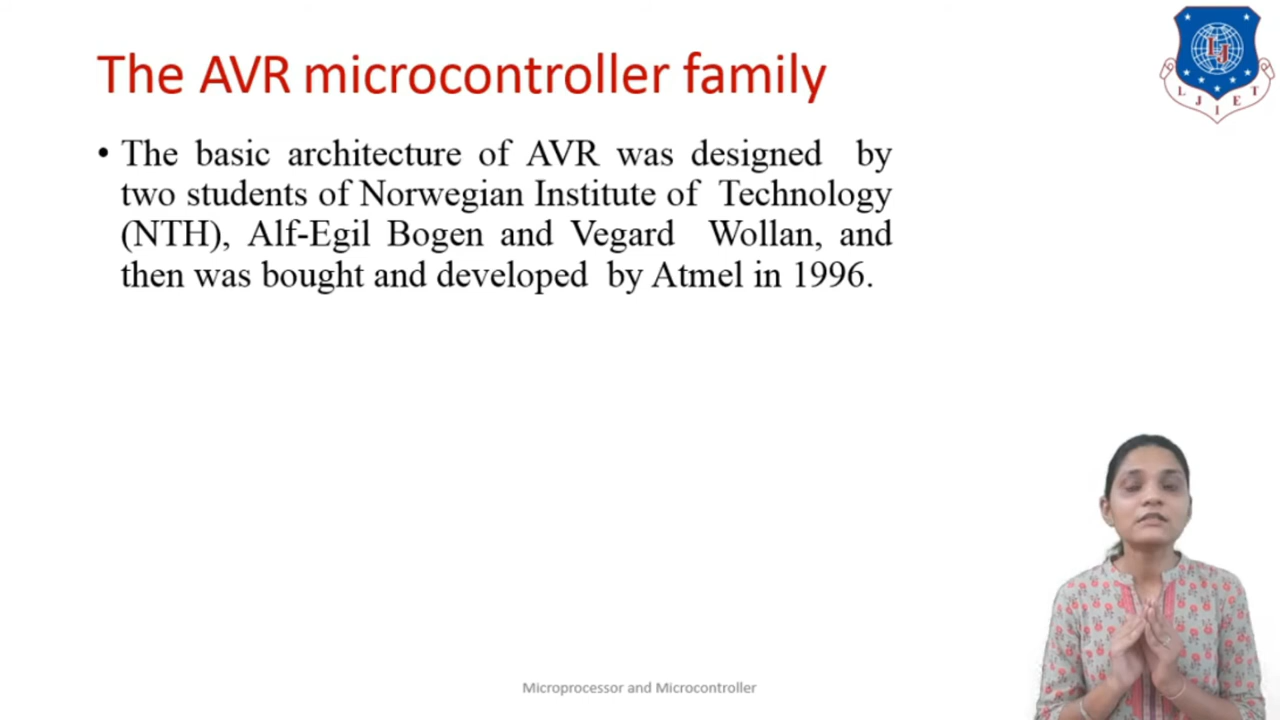 The AVR microcontroller family
• The basic architecture of AVR was designed by
two students of Norwegian Institute of Technology
(NTH), Alf-Egil Bogen and Vegard Wollan, and
then was bought and developed by Atmel in 1996.
LJ
L J I E T
Microprocessor and Microcontroller